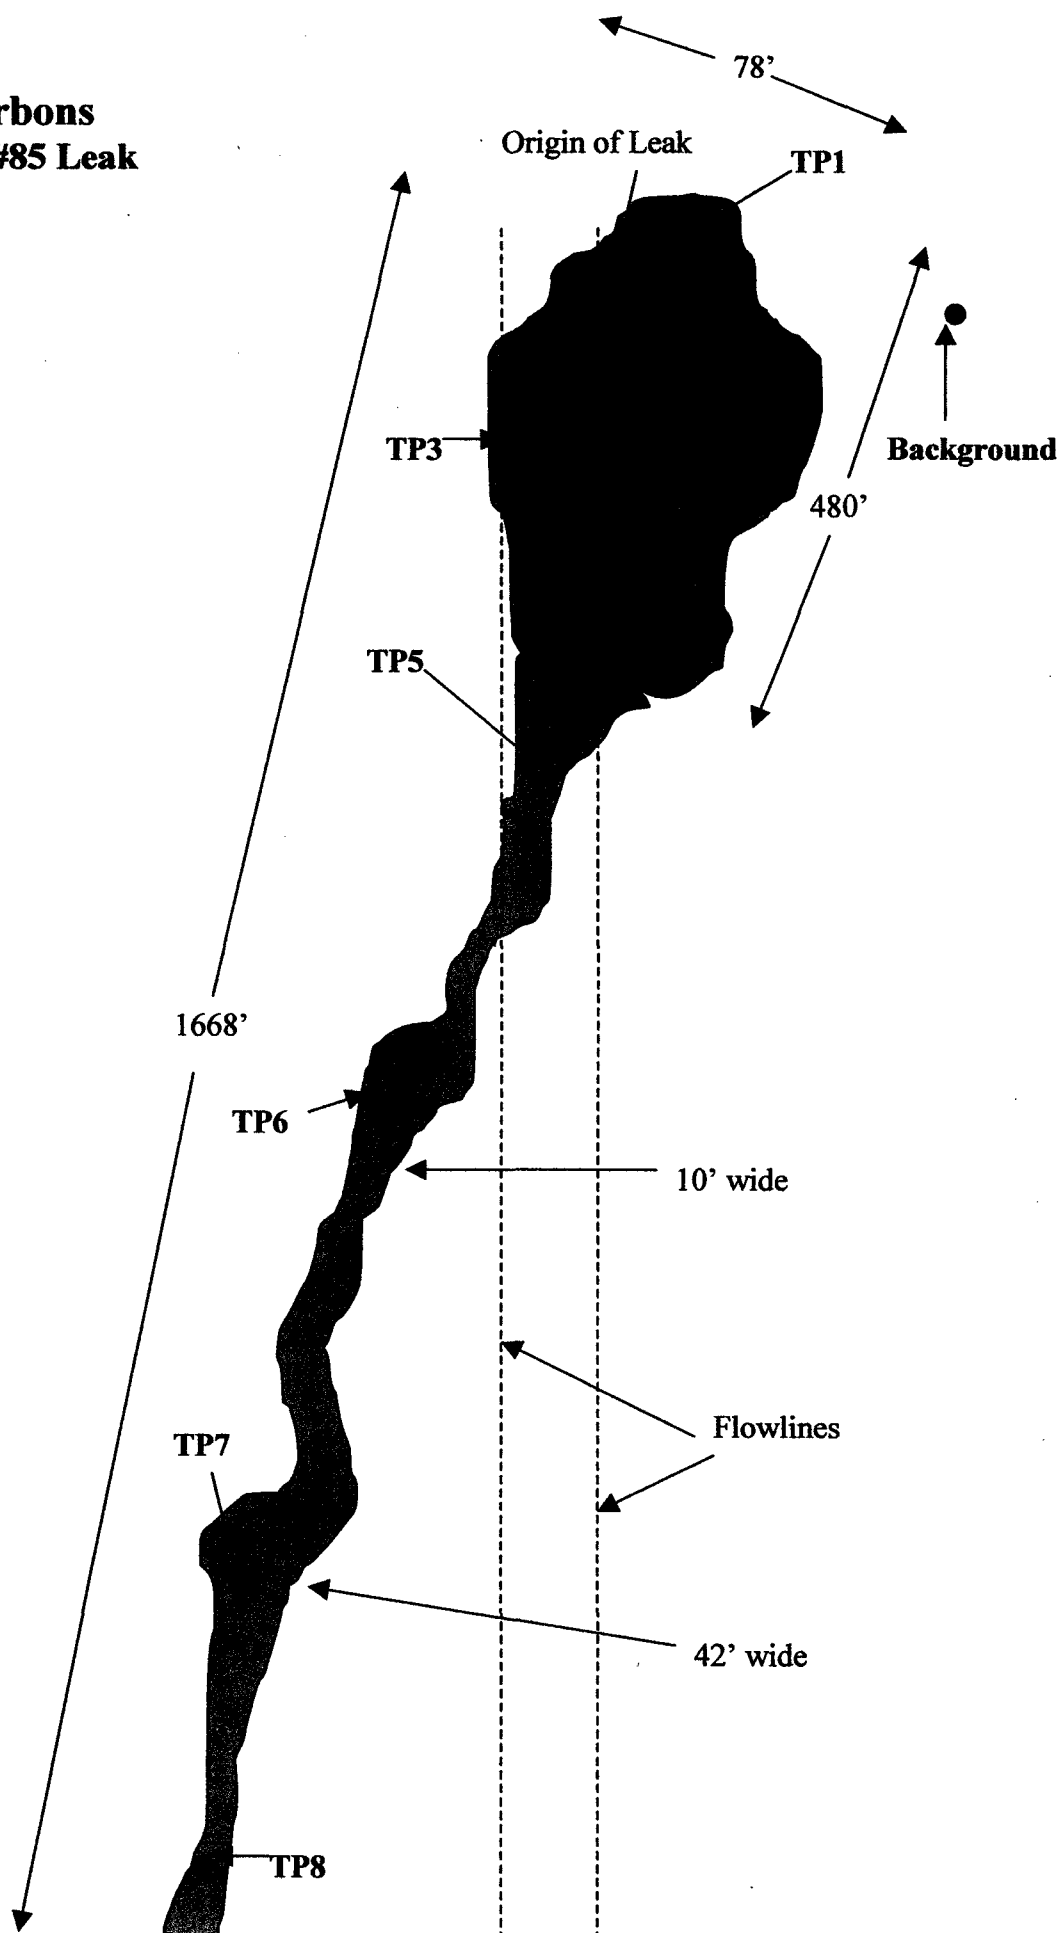 78’
rbons
#85 Leak
Origin of Leak
TP1
TP3
Background
480’
TP5
1668’
TP6
10’ wide
Flowlines
TP7
42’ wide
TP8